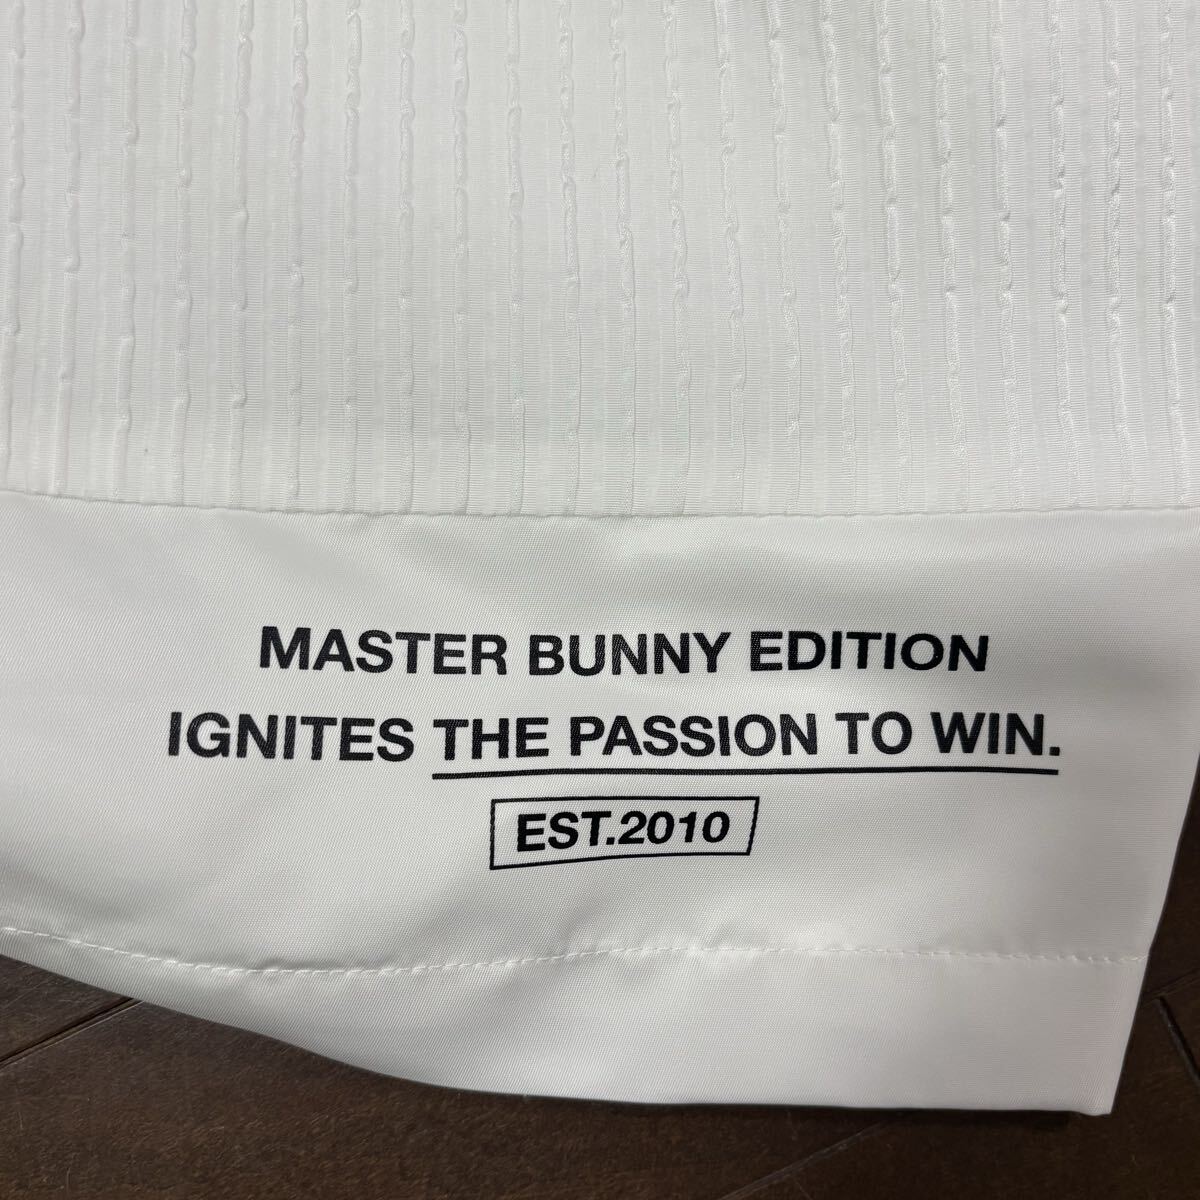 MASTER BUNNY EDITION
IGNITES THE PASSION TO WIN.
EST.2010